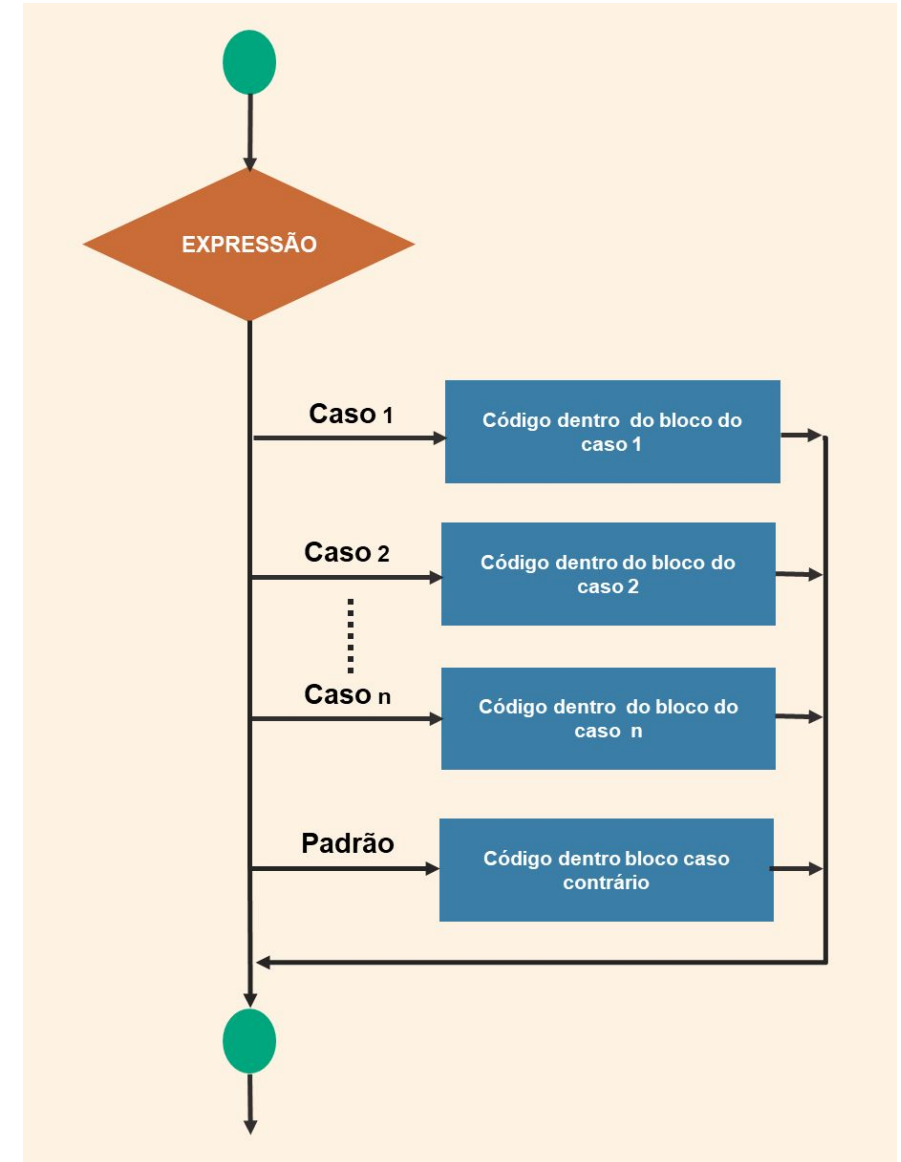 EXPRESSÃO
Caso 1
Código dentro do bloco do
caso 1
Caso 2
Código dentro do bloco do
caso 2
Caso n
Código dentro do bloco do
caso n
Padrão
Código dentro bloco caso
contrário